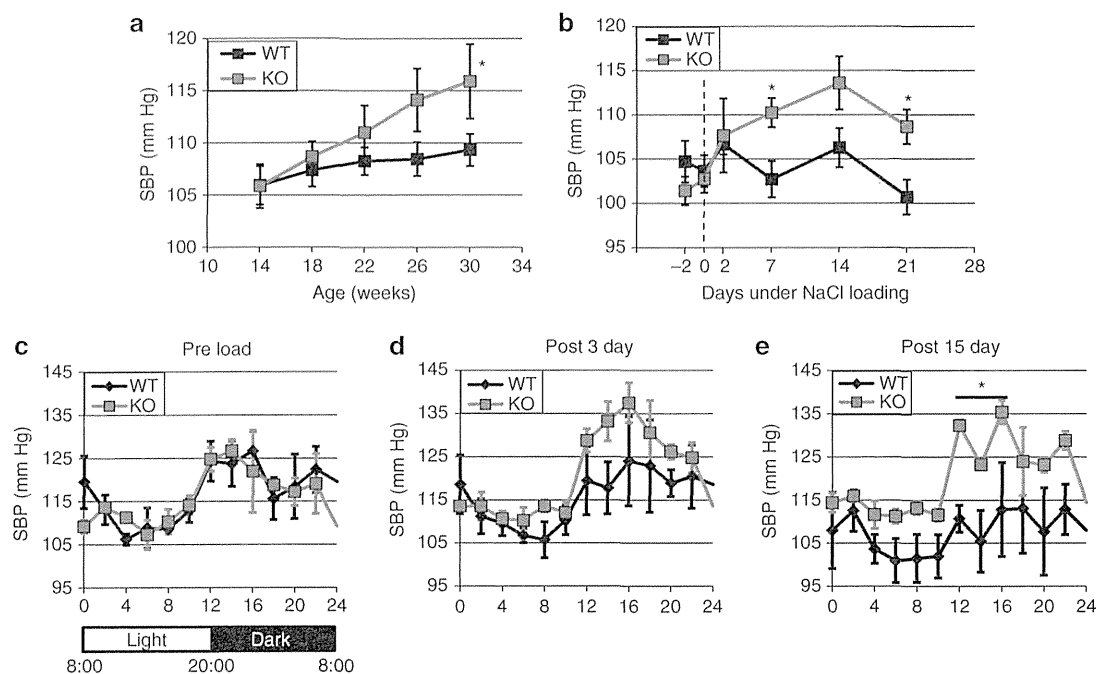 a
120
115
110
105
100
SBP (mm Hg)
WT
KO
*
10 14 18 22 26 30 34
Age (weeks)
b
120
115
110
105
100
95
SBP (mm Hg)
WT
KO
*
*
–2 0 2 7 14 21 28
Days under NaCl loading
c
Pre load
145
135
125
115
105
95
SBP (mm Hg)
WT
KO
0 4 8 12 16 20 24
Light Dark
8:00 20:00 8:00
d
Post 3 day
145
135
125
115
105
95
SBP (mm Hg)
WT
KO
0 4 8 12 16 20 24
e
Post 15 day
145
135
125
115
105
95
SBP (mm Hg)
WT
KO
*
0 4 8 12 16 20 24